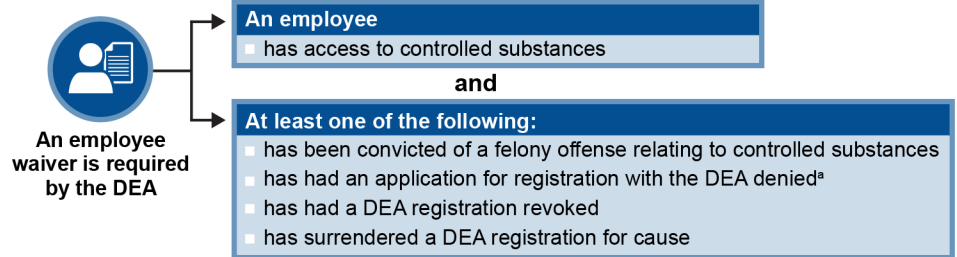 An employee
has access to controlled substances
and
An employee
waiver is required
by the DEA
At least one of the following:
has been convicted of a felony offense relating to controlled substances
has had an application for registration with the DEA deniedᵃ
has had a DEA registration revoked
has surrendered a DEA registration for cause